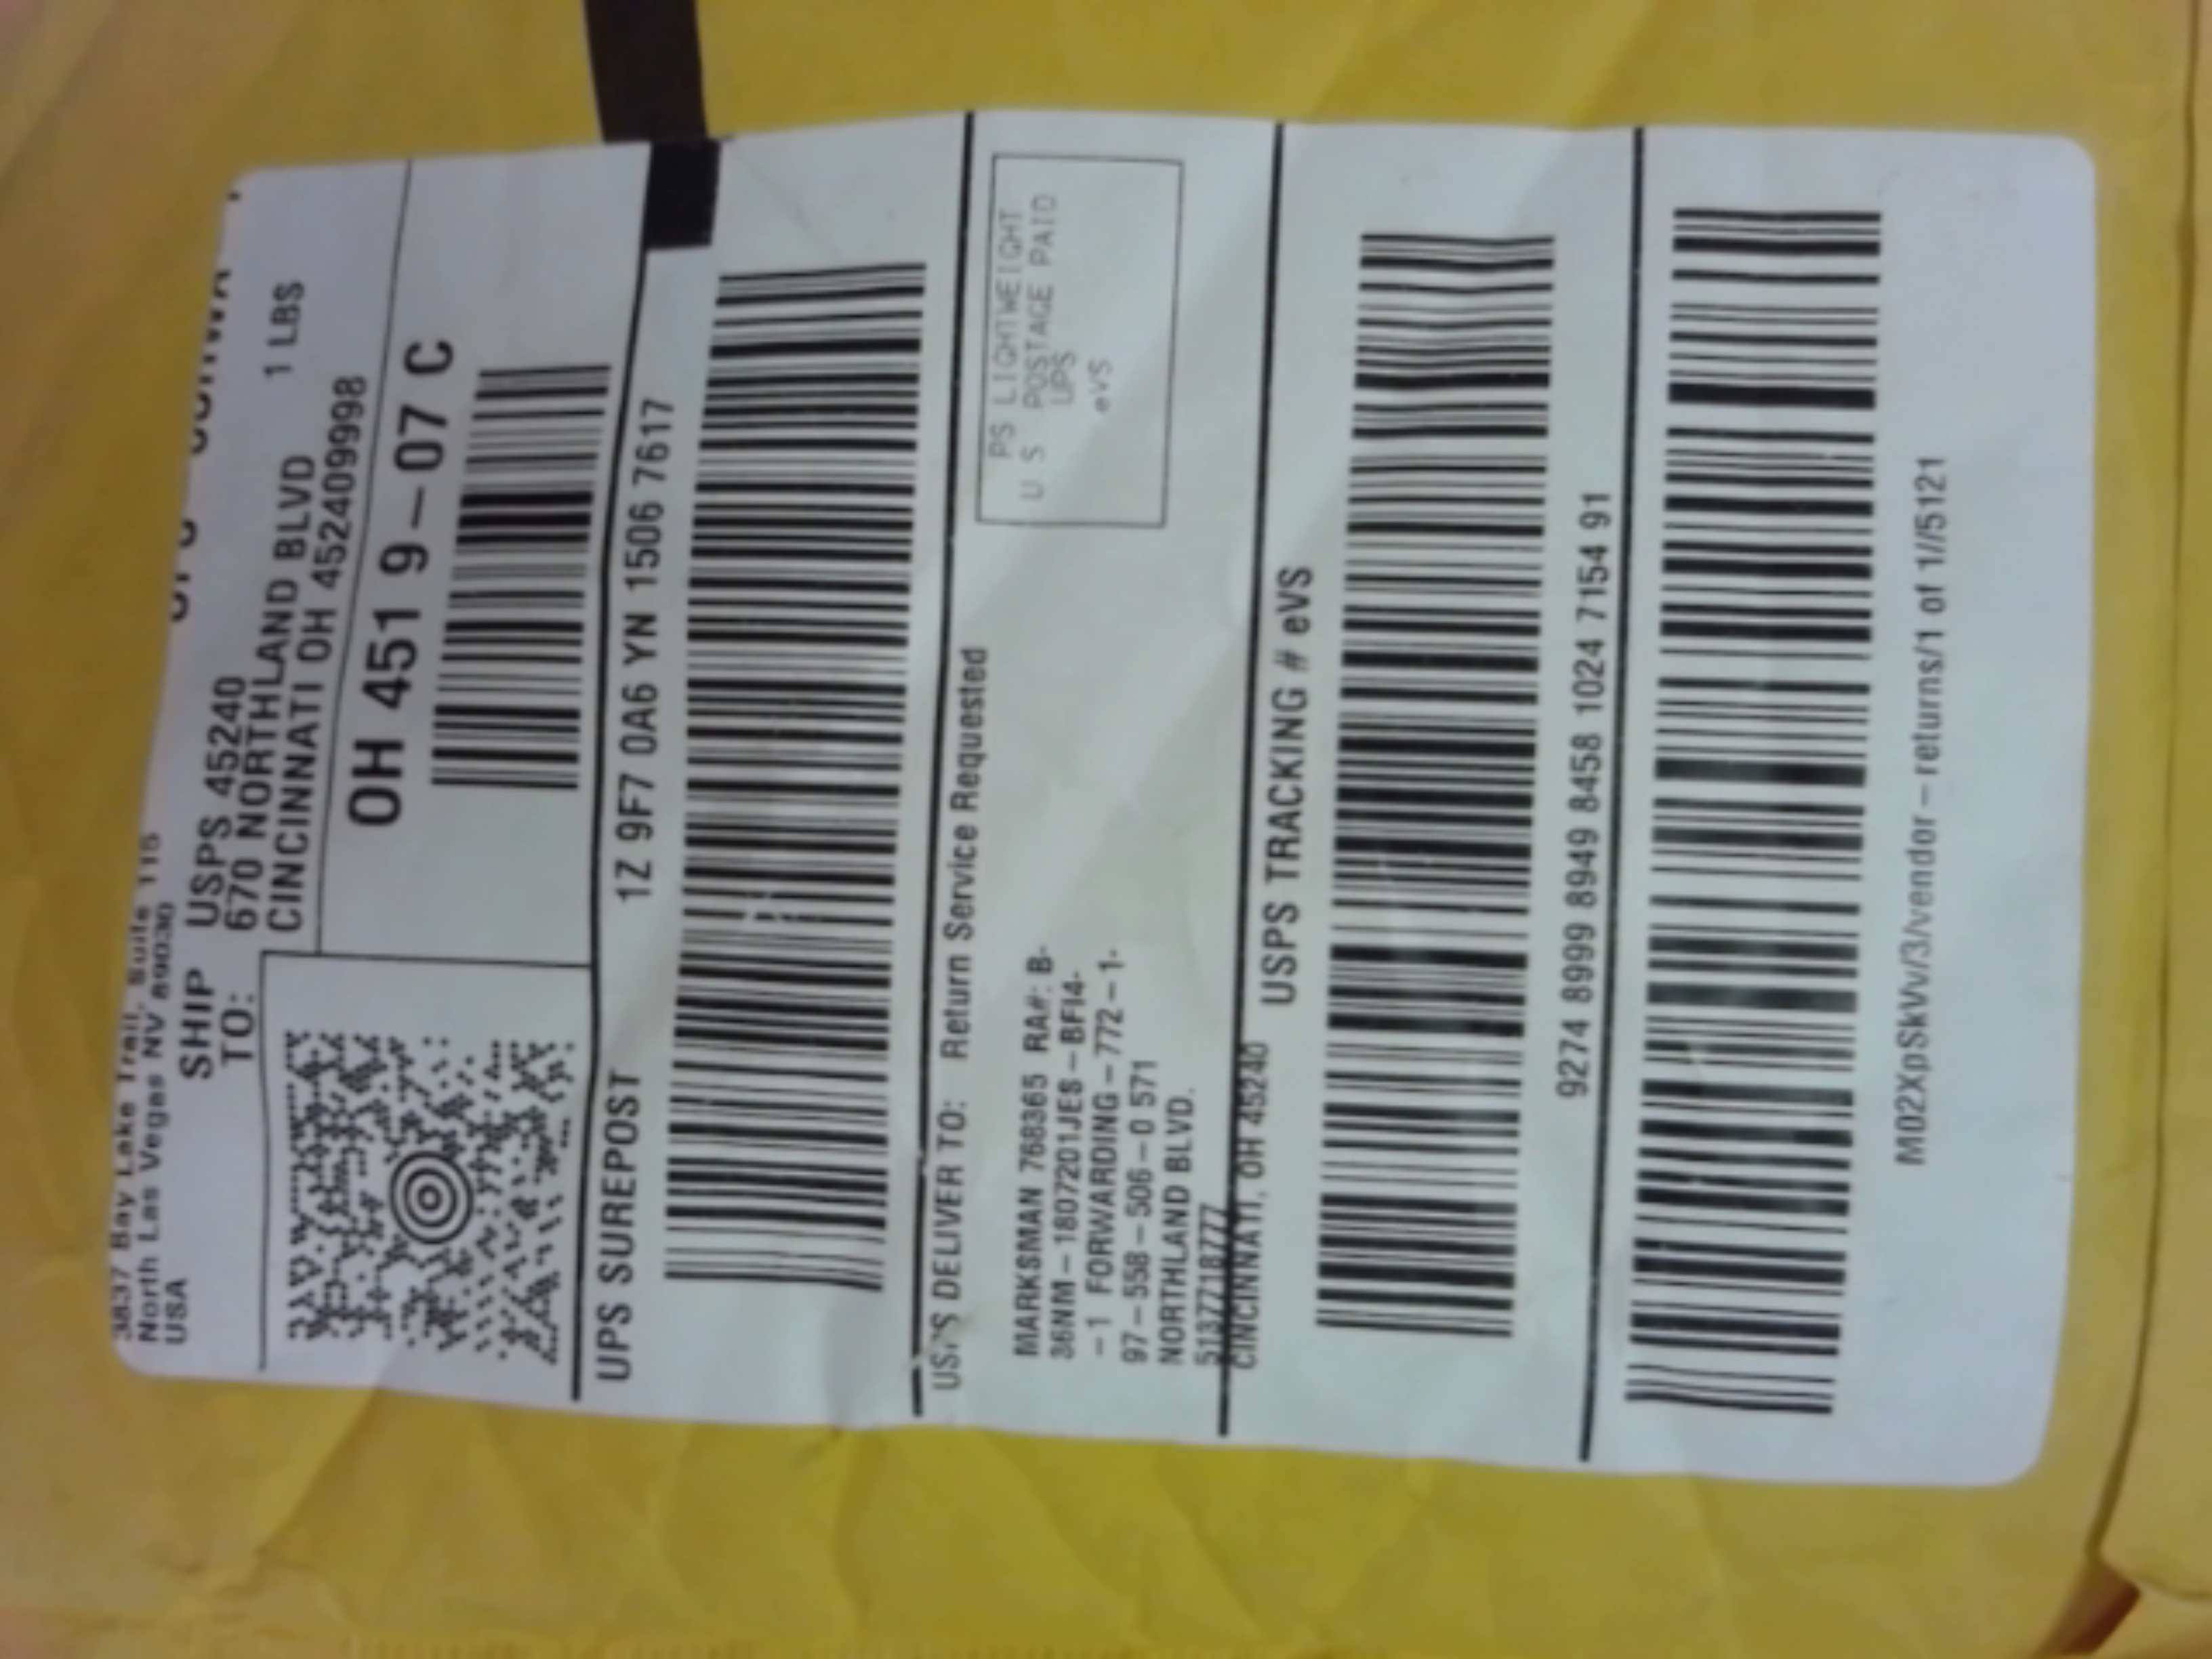 3837 Bay Lake Trail, Suite 115
North Las Vegas NV 89030
USA
1 LBS
SHIP
TO:
USPS 45240
670 NORTHLAND BLVD
CINCINNATI OH 452409998
OH 451 9-07 C
UPS SUREPOST
1Z 9F7 0A6 YN 1506 7617
USPS DELIVER TO: Return Service Requested
PS LIGHTWEIGHT
U S POSTAGE PAID
UPS
eVS
MARKSMAN 768365 RA#: B-
36NM-1807201JES-BFI4-
-1 FORWARDING-772-1-
97-558-506-0 571
NORTHLAND BLVD.
5137718777
CINCINNATI, OH 45240
USPS TRACKING # eVS
9274 8999 8949 8458 1024 7154 91
M02XpSkVv/3/vendor-returns/1 of 1//5121